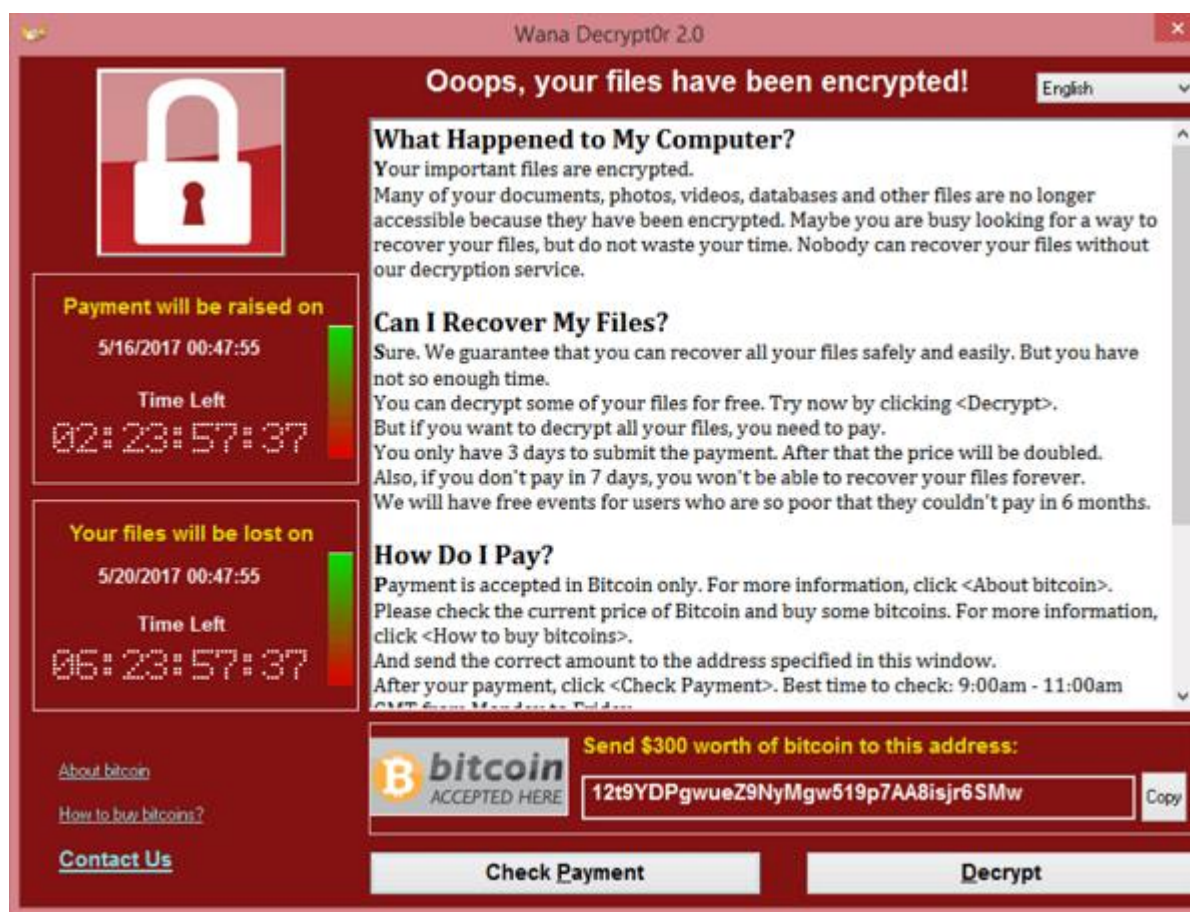 Wana Decrypt0r 2.0
Ooops, your files have been encrypted!
English
Payment will be raised on
5/16/2017 00:47:55
Time Left
02:23:57:37
Your files will be lost on
5/20/2017 00:47:55
Time Left
06:23:57:37
About bitcoin
How to buy bitcoins?
Contact Us
What Happened to My Computer?
Your important files are encrypted.
Many of your documents, photos, videos, databases and other files are no longer
accessible because they have been encrypted. Maybe you are busy looking for a way to
recover your files, but do not waste your time. Nobody can recover your files without
our decryption service.
Can I Recover My Files?
Sure. We guarantee that you can recover all your files safely and easily. But you have
not so enough time.
You can decrypt some of your files for free. Try now by clicking <Decrypt>.
But if you want to decrypt all your files, you need to pay.
You only have 3 days to submit the payment. After that the price will be doubled.
Also, if you don't pay in 7 days, you won't be able to recover your files forever.
We will have free events for users who are so poor that they couldn't pay in 6 months.
How Do I Pay?
Payment is accepted in Bitcoin only. For more information, click <About bitcoin>.
Please check the current price of Bitcoin and buy some bitcoins. For more information,
click <How to buy bitcoins>.
And send the correct amount to the address specified in this window.
After your payment, click <Check Payment>. Best time to check: 9:00am - 11:00am
GMT from Monday to Friday.
bitcoin
ACCEPTED HERE
Send $300 worth of bitcoin to this address:
12t9YDPgwueZ9NyMgw519p7AA8isjr6SMw
Copy
Check Payment
Decrypt